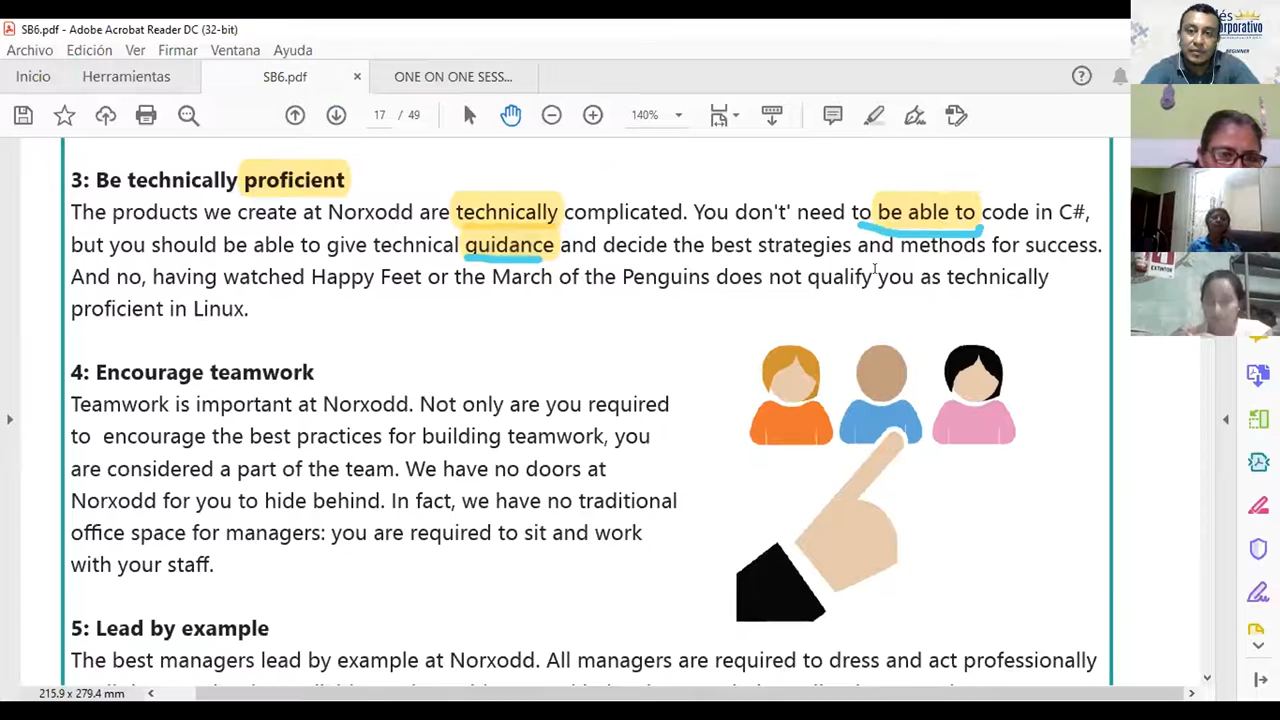 SB6.pdf - Adobe Acrobat Reader DC (32-bit)
Archivo Edición Ver Firmar Ventana Ayuda
Inicio Herramientas SB6.pdf × ONE ON ONE SESS...
17 / 49 140%
3: Be technically proficient
The products we create at Norxodd are technically complicated. You don't' need to be able to code in C#,
but you should be able to give technical guidance and decide the best strategies and methods for success.
And no, having watched Happy Feet or the March of the Penguins does not qualify you as technically
proficient in Linux.
4: Encourage teamwork
Teamwork is important at Norxodd. Not only are you required
to encourage the best practices for building teamwork, you
are considered a part of the team. We have no doors at
Norxodd for you to hide behind. In fact, we have no traditional
office space for managers: you are required to sit and work
with your staff.
5: Lead by example
The best managers lead by example at Norxodd. All managers are required to dress and act professionally
215.9 x 279.4 mm
BEGINNER
EXTINTOR